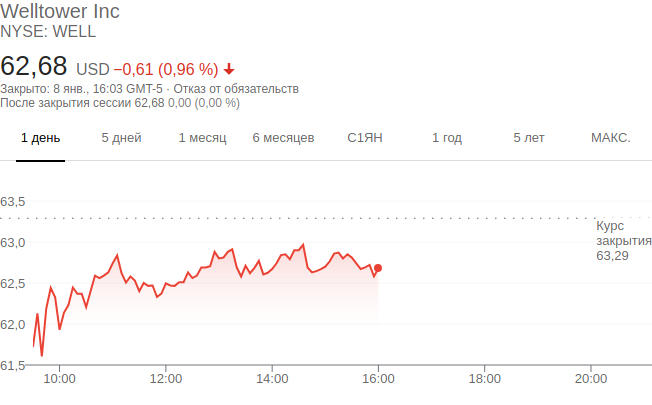 Welltower Inc
NYSE: WELL
62,68 USD −0,61 (0,96 %)
Закрыто: 8 янв., 16:03 GMT-5 · Отказ от обязательств
После закрытия сессии 62,68 0,00 (0,00 %)
1 день 5 дней 1 месяц 6 месяцев С1ЯН 1 год 5 лет МАКС.
63,5
Курс
закрытия
63,29
63,0
62,5
62,0
61,5
10:00 12:00 14:00 16:00 18:00 20:00